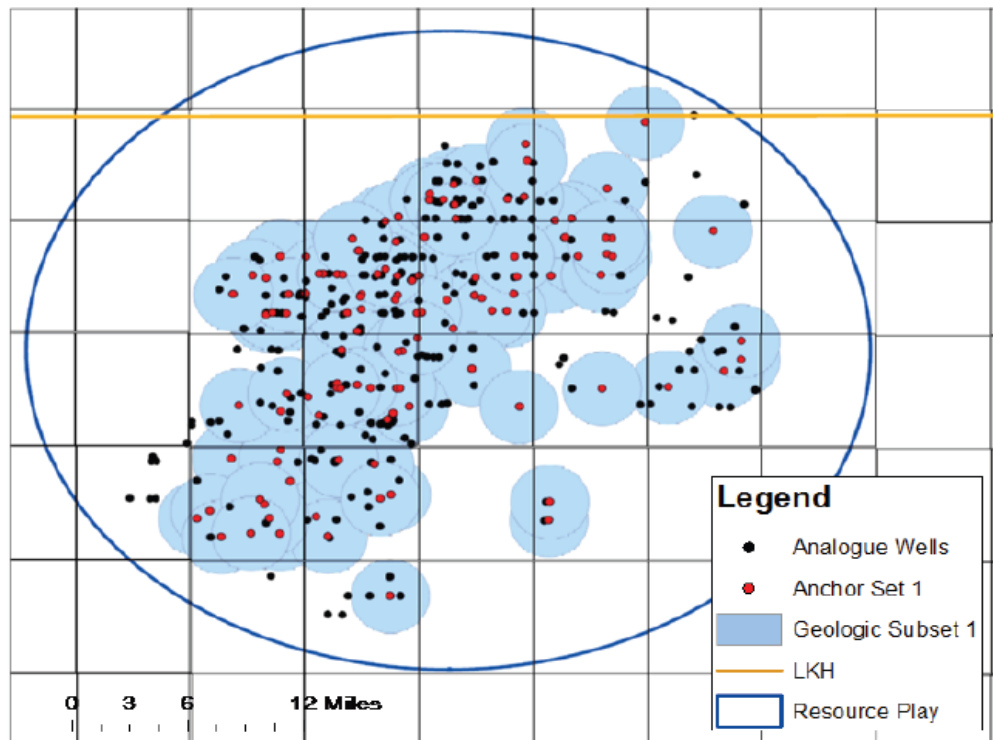 Legend
Analogue Wells
Anchor Set 1
Geologic Subset 1
LKH
Resource Play
0 3 6 12 Miles